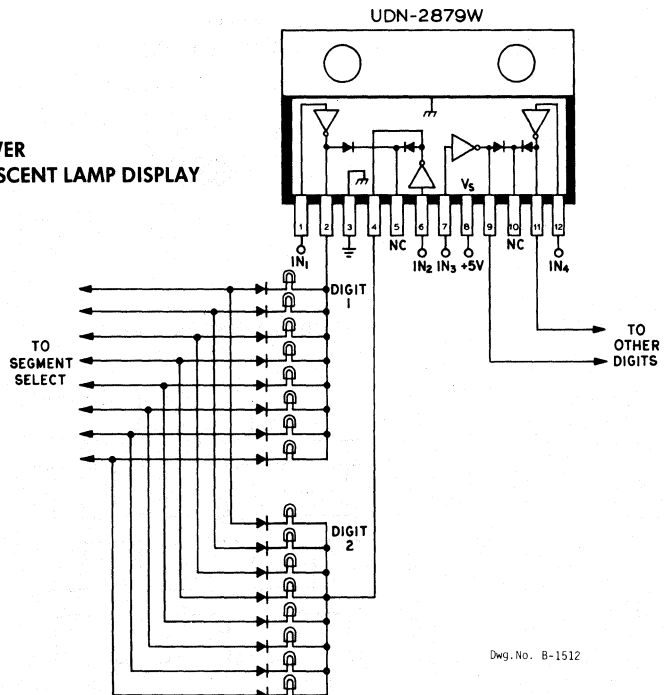 UDN-2879W
VER
SCENT LAMP DISPLAY
VS
1 2 3 4 5 6 7 8 9 10 11 12
NC NC
IN1 IN2 IN3 +5V IN4
DIGIT
1
TO
SEGMENT
SELECT
TO
OTHER
DIGITS
DIGIT
2
Dwg.No. B-1512